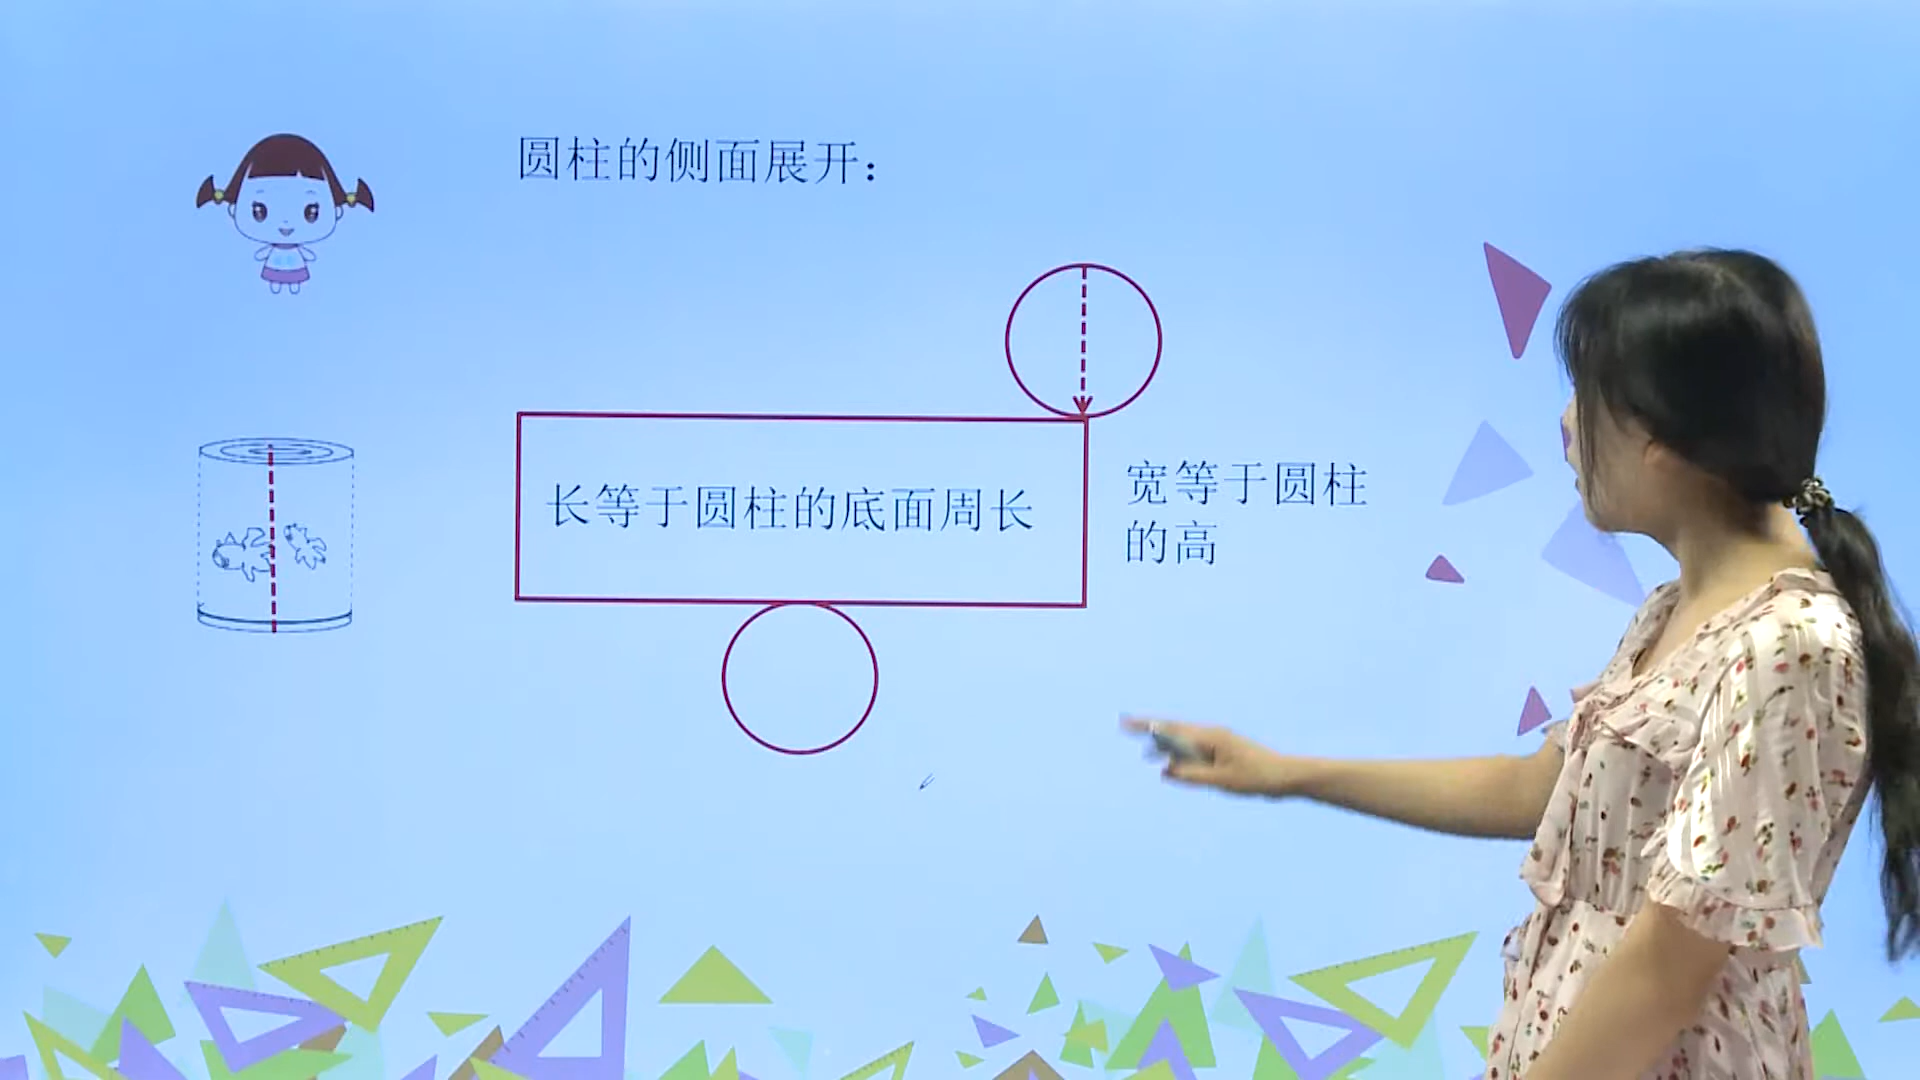 圆柱的侧面展开：
长等于圆柱的底面周长
宽等于圆柱
的高